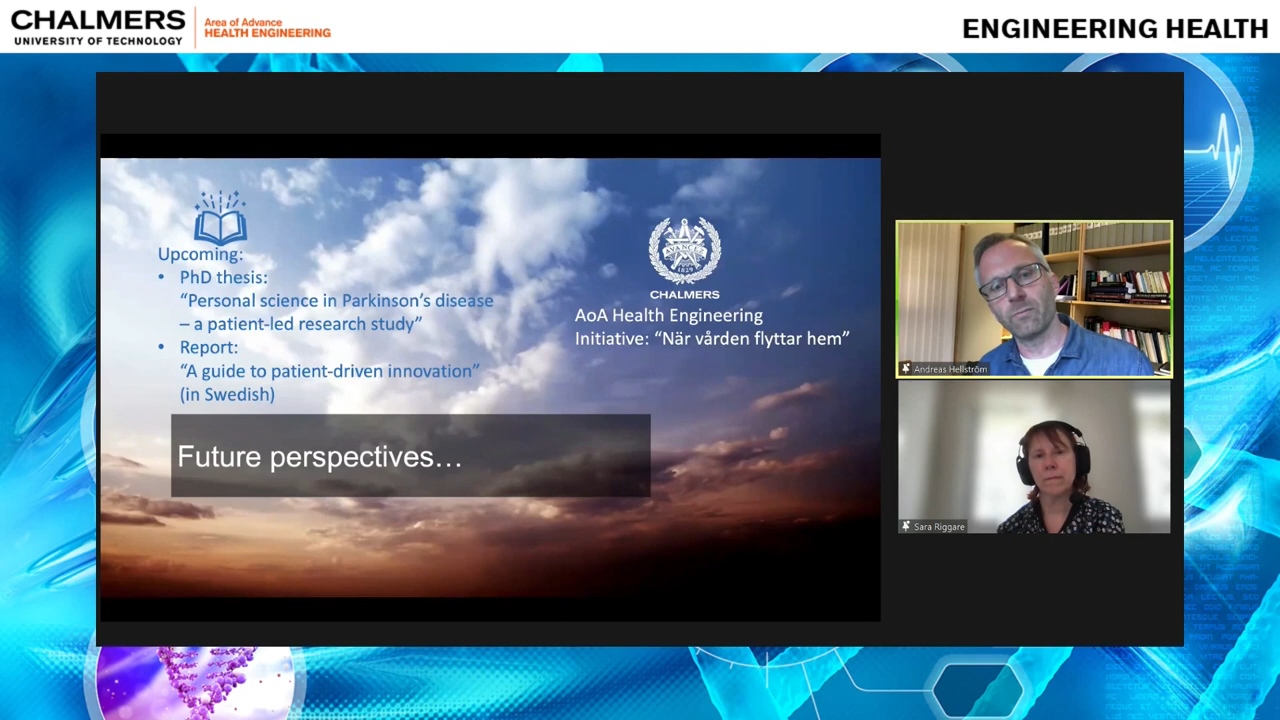 CHALMERS
UNIVERSITY OF TECHNOLOGY
Area of Advance
HEALTH ENGINEERING
ENGINEERING HEALTH
Upcoming:
• PhD thesis:
“Personal science in Parkinson’s disease
– a patient-led research study”
• Report:
“A guide to patient-driven innovation”
(in Swedish)
AVANCEZ
1829
CHALMERS
AoA Health Engineering
Initiative: “När vården flyttar hem”
Future perspectives…
Andreas Hellström
Sara Riggare